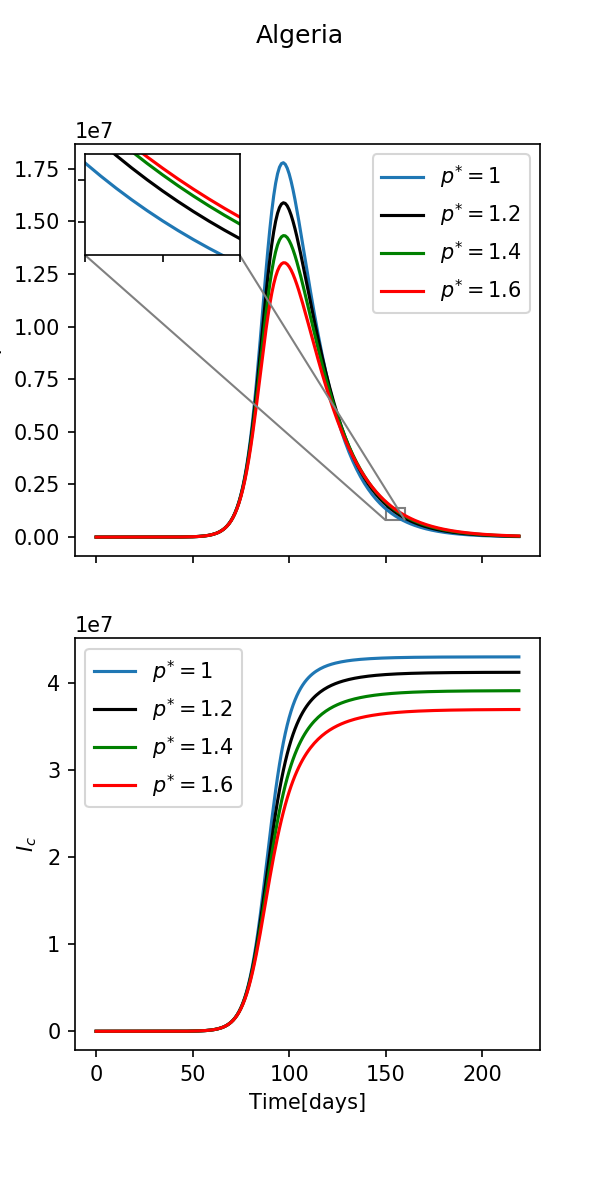 Algeria
1e7
1.75
1.50
1.25
1.00
0.75
0.50
0.25
0.00
p* = 1
p* = 1.2
p* = 1.4
p* = 1.6
1e7
4
3
2
1
0
I_c
p* = 1
p* = 1.2
p* = 1.4
p* = 1.6
0 50 100 150 200
Time[days]